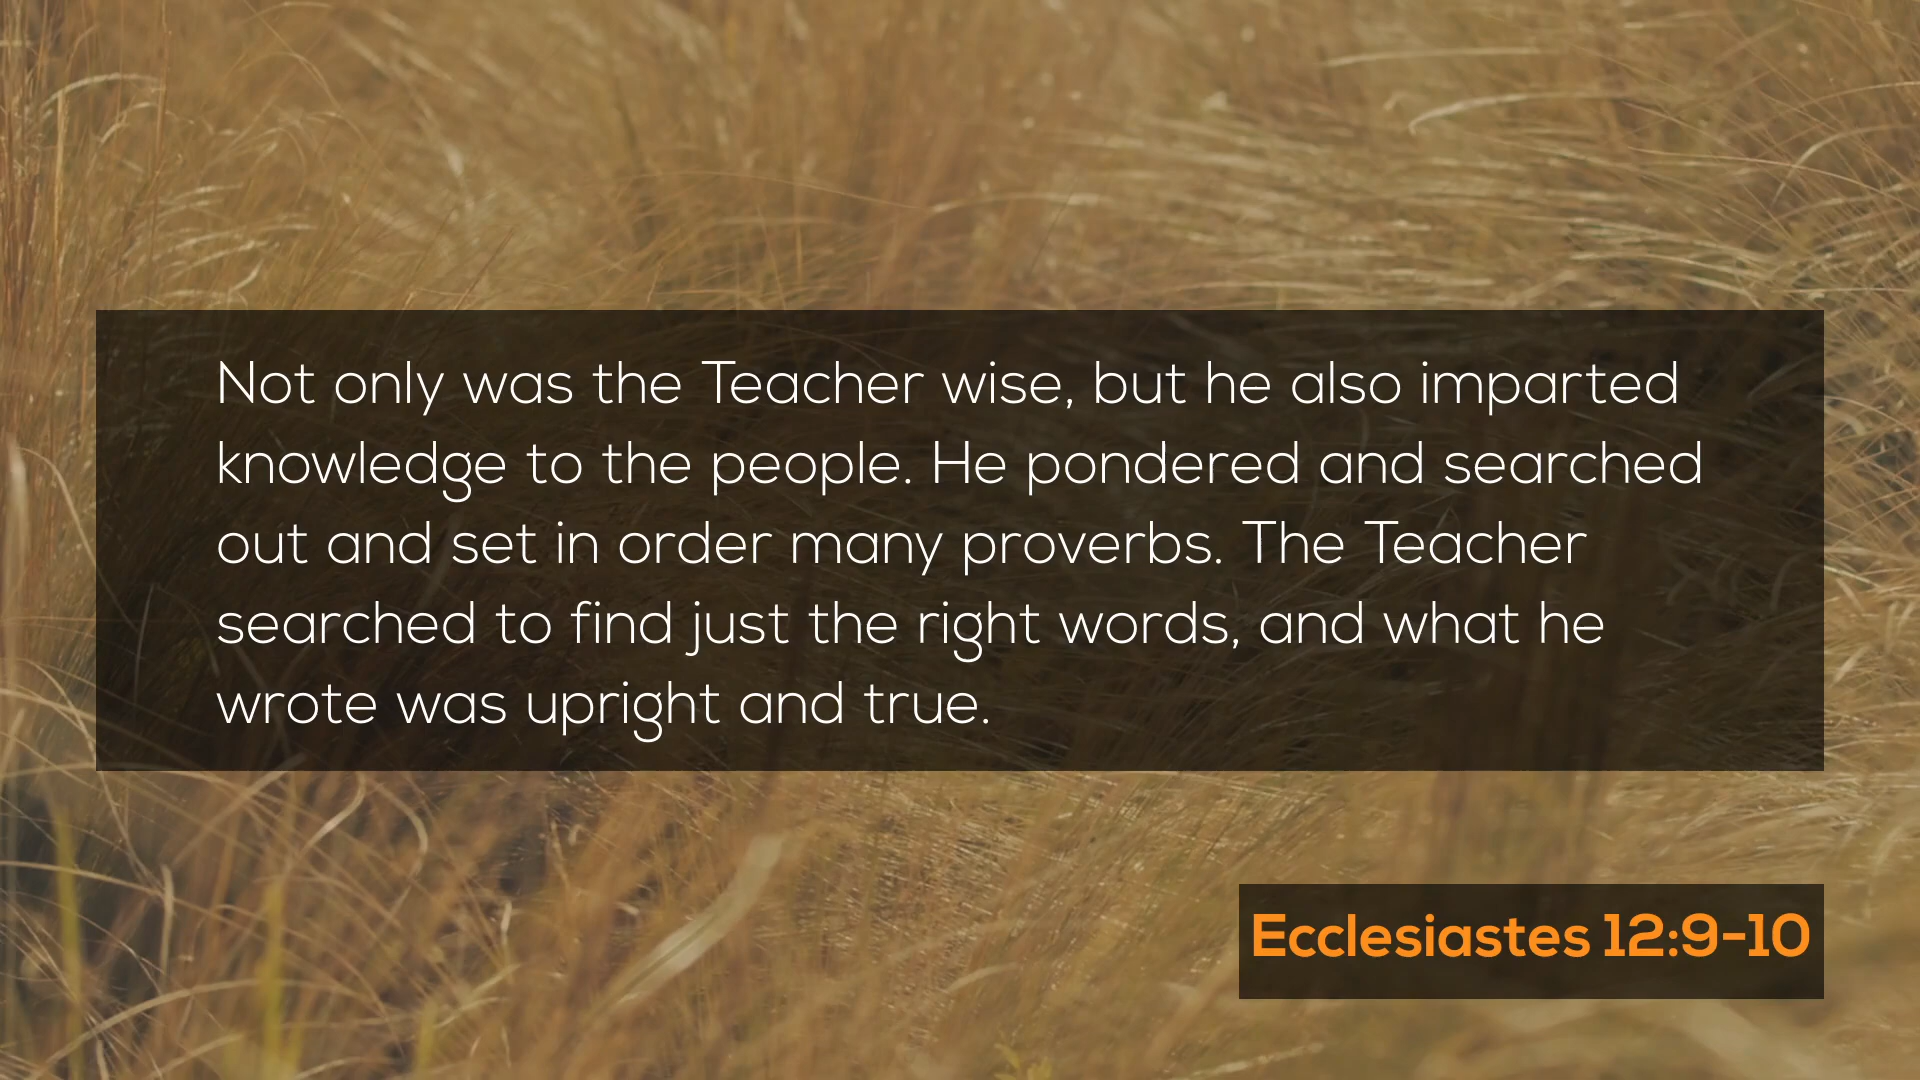 Not only was the Teacher wise, but he also imparted
knowledge to the people. He pondered and searched
out and set in order many proverbs. The Teacher
searched to find just the right words, and what he
wrote was upright and true.
Ecclesiastes 12:9-10